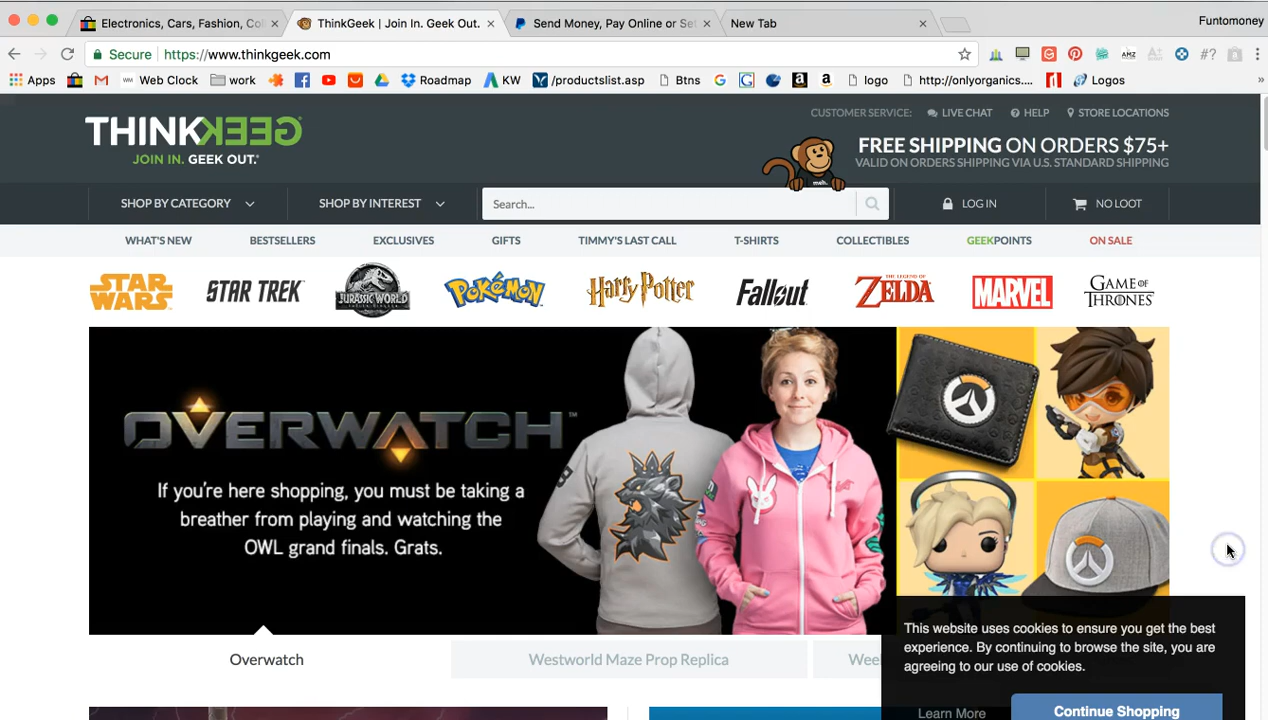 Electronics, Cars, Fashion, Co
ThinkGeek | Join In. Geek Out.
Send Money, Pay Online or Set
New Tab
Funtomoney
Secure
https://www.thinkgeek.com
Apps
Web Clock
work
Roadmap
KW
/productslist.asp
Btns
logo
http://onlyorganics....
Logos
CUSTOMER SERVICE:
LIVE CHAT
HELP
STORE LOCATIONS
THINKGEEK
JOIN IN. GEEK OUT.
FREE SHIPPING ON ORDERS $75+
VALID ON ORDERS SHIPPING VIA U.S. STANDARD SHIPPING
meh.
SHOP BY CATEGORY
SHOP BY INTEREST
Search...
LOG IN
NO LOOT
WHAT'S NEW
BESTSELLERS
EXCLUSIVES
GIFTS
TIMMY'S LAST CALL
T-SHIRTS
COLLECTIBLES
GEEKPOINTS
ON SALE
STAR WARS
STAR TREK
JURASSIC WORLD
POKéMON
Harry Potter
Fallout
THE LEGEND OF ZELDA
MARVEL
GAME OF THRONES
OVERWATCH™
If you're here shopping, you must be taking a
breather from playing and watching the
OWL grand finals. Grats.
This website uses cookies to ensure you get the best
experience. By continuing to browse the site, you are
agreeing to our use of cookies.
Learn More
Continue Shopping
Overwatch
Westworld Maze Prop Replica
Wee